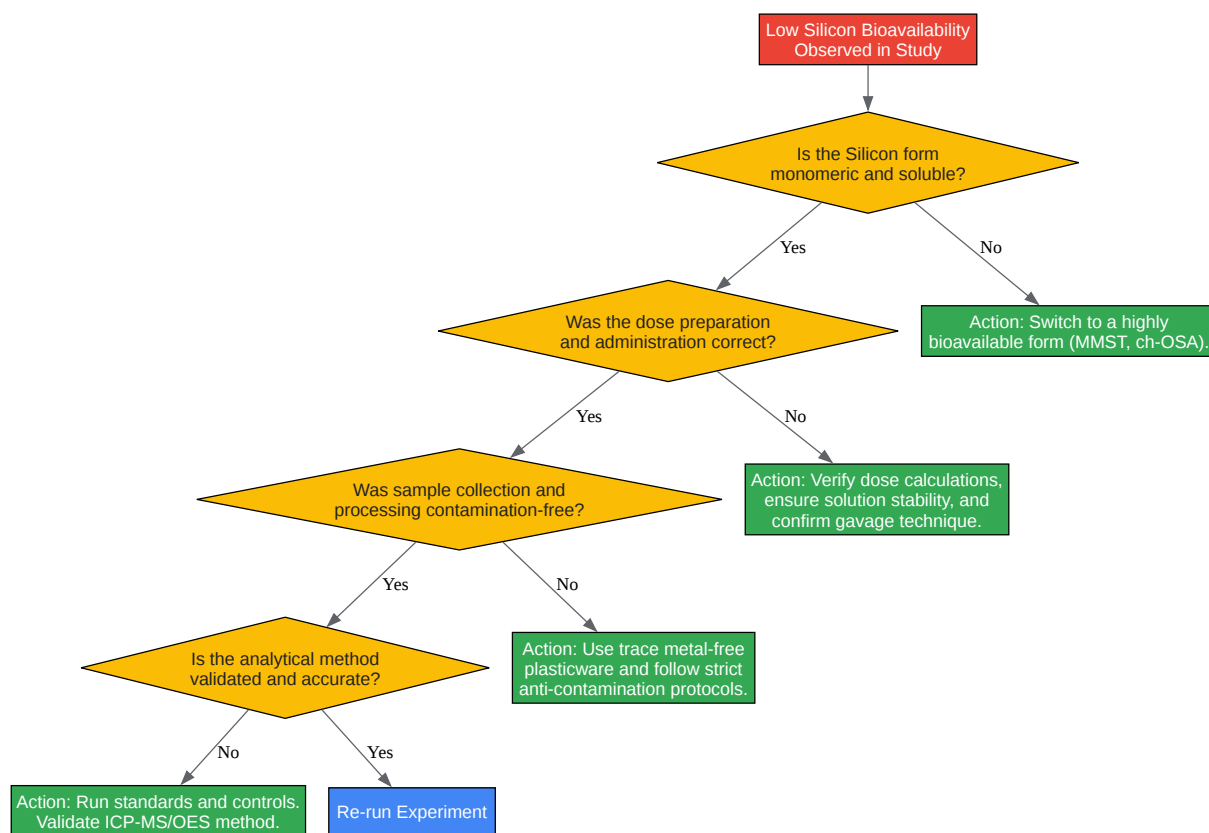 Low Silicon Bioavailability
Observed in Study
Is the Silicon form
monomeric and soluble?
Yes
No
Was the dose preparation
and administration correct?
Action: Switch to a highly
bioavailable form (MMST, ch-OSA).
Yes
No
Was sample collection and
processing contamination-free?
Action: Verify dose calculations,
ensure solution stability, and
confirm gavage technique.
Yes
No
Is the analytical method
validated and accurate?
Action: Use trace metal-free
plasticware and follow strict
anti-contamination protocols.
No
Yes
Action: Run standards and controls.
Validate ICP-MS/OES method.
Re-run Experiment